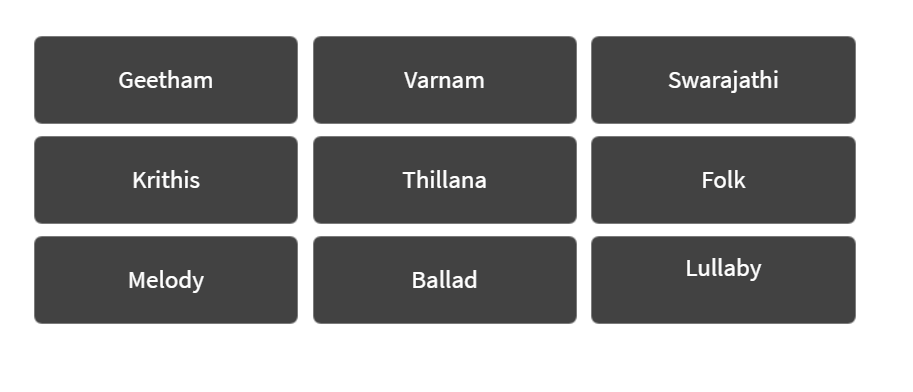 Geetham
Varnam
Swarajathi
Krithis
Thillana
Folk
Melody
Ballad
Lullaby